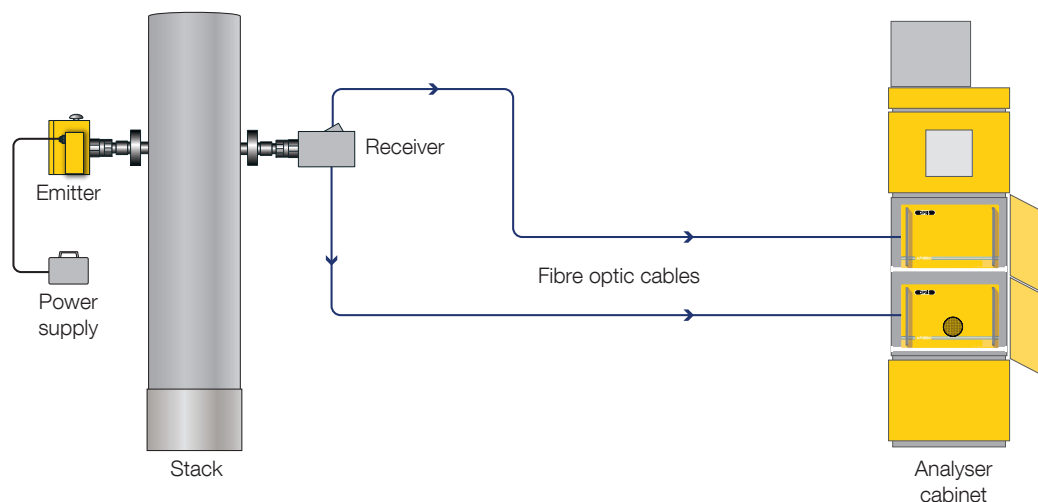 Receiver
Emitter
Fibre optic cables
Power
supply
Stack
Analyser
cabinet